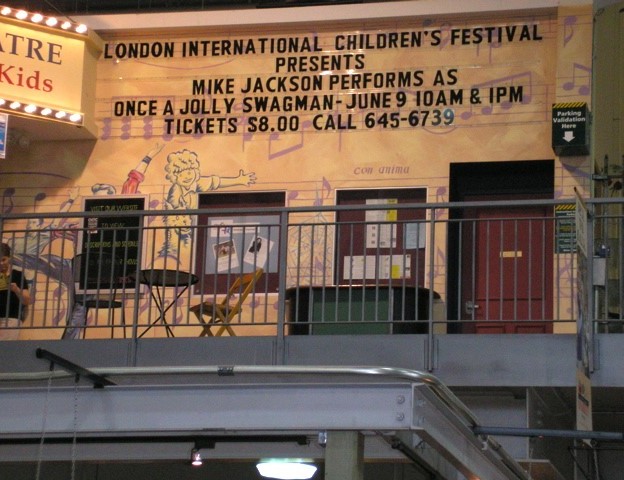 ATRE
Kids
LONDON INTERNATIONAL CHILDREN'S FESTIVAL
PRESENTS
MIKE JACKSON PERFORMS AS
ONCE A JOLLY SWAGMAN - JUNE 9 10AM & 1PM
TICKETS $8.00 CALL 645-6739
Parking
Validation
Here
con anima